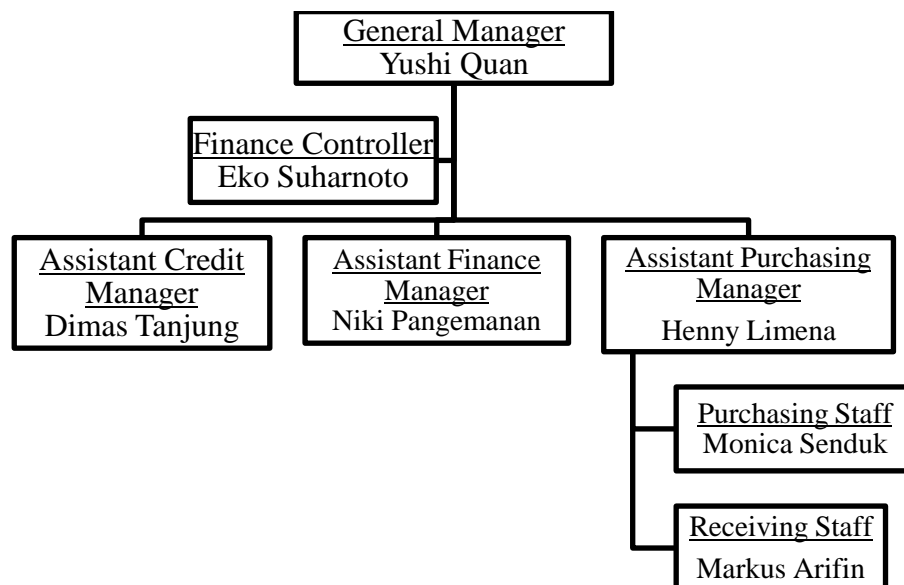 General Manager
Yushi Quan
Finance Controller
Eko Suharnoto
Assistant Credit
Manager
Dimas Tanjung
Assistant Finance
Manager
Niki Pangemanan
Assistant Purchasing
Manager
Henny Limena
Purchasing Staff
Monica Senduk
Receiving Staff
Markus Arifin